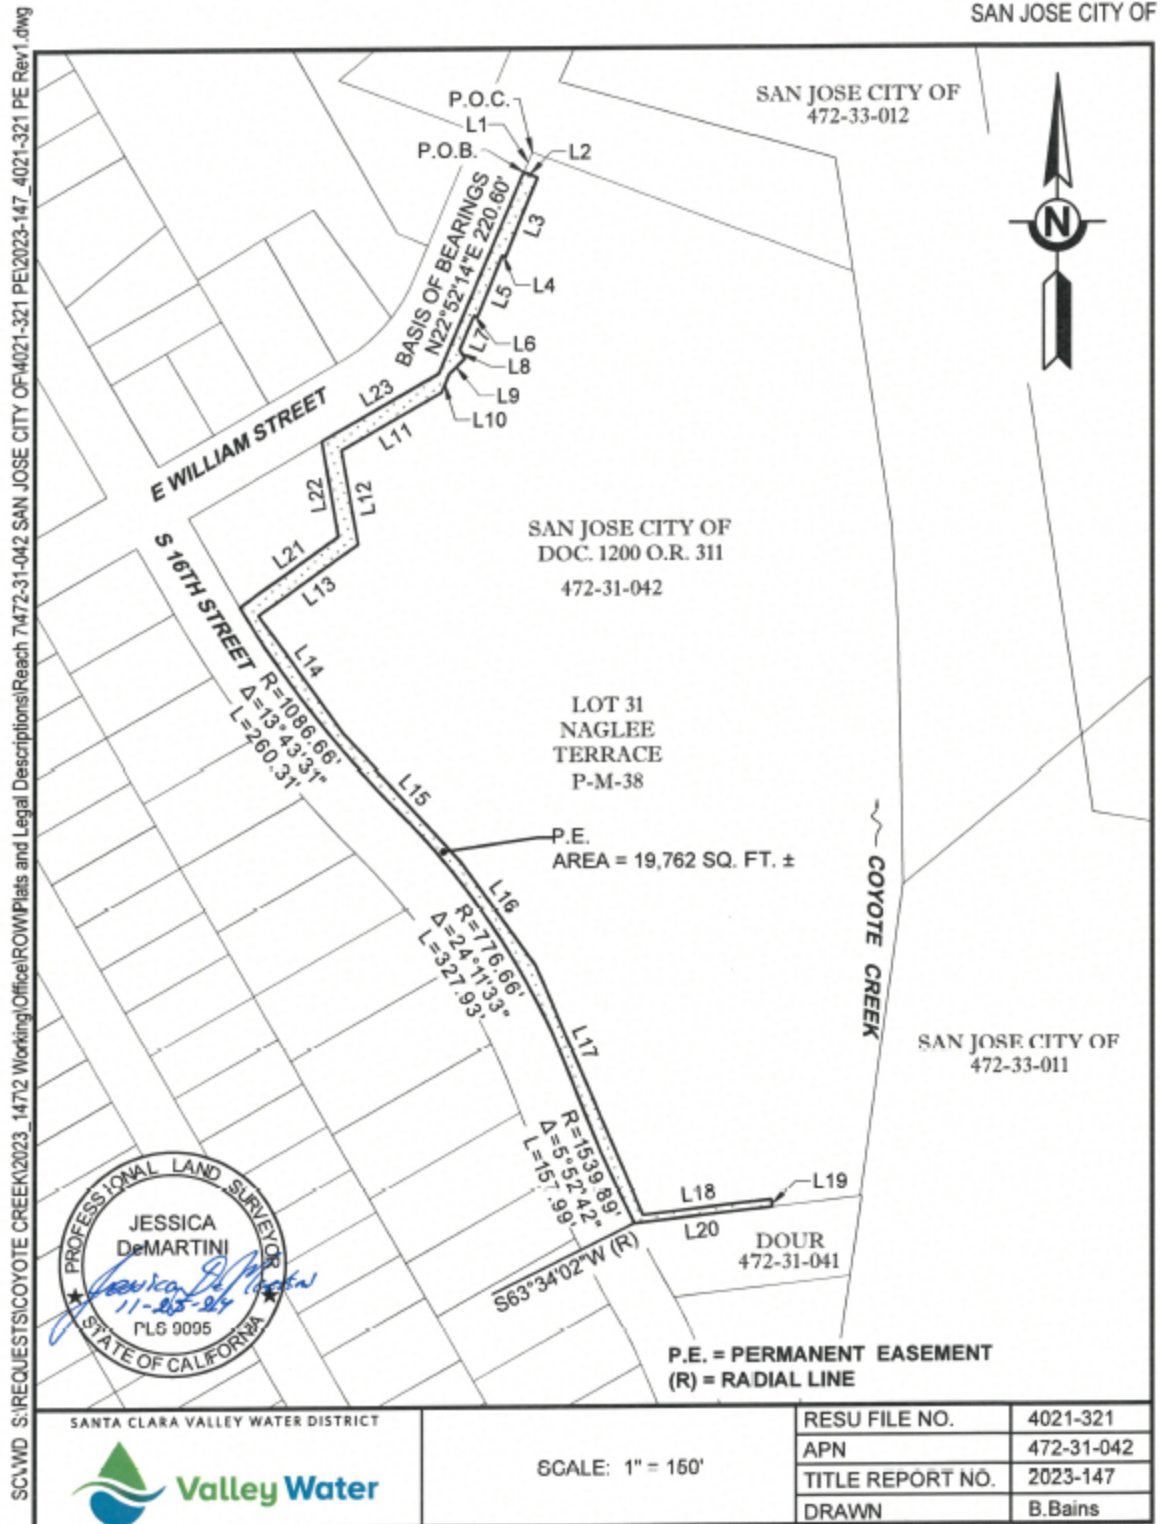 SAN JOSE CITY OF
SCVWD S:\REQUESTS\COYOTE CREEK\2023_147\2 Working\Office\ROW\Plats and Legal Descriptions\Reach 7\472-31-042 SAN JOSE CITY OF\4021-321 PE\2023-147_4021-321 PE Rev1.dwg
SAN JOSE CITY OF
472-33-012
P.O.C.
L1
P.O.B.
L2
BASIS OF BEARINGS
N22°52'14"E 220.60'
L3
L4
L5
L6
L7
L8
L9
L10
N
L23
L11
E WILLIAM STREET
L22
L12
S 16TH STREET
L21
L13
SAN JOSE CITY OF
DOC. 1200 O.R. 311
472-31-042
L14
R=1086.66'
Δ=13°43'31"
L=260.31'
LOT 31
NAGLEE
TERRACE
P-M-38
L15
P.E.
AREA = 19,762 SQ. FT. ±
COYOTE CREEK
L16
R=776.66'
Δ=24°11'33"
L=327.93'
L17
SAN JOSE CITY OF
472-33-011
R=1539.89'
Δ=5°52'42"
L=157.99'
L18
L19
L20
DOUR
472-31-041
S63°34'02"W (R)
PROFESSIONAL LAND SURVEYOR
JESSICA
DeMARTINI
11-25-24
PLS 9095
STATE OF CALIFORNIA
P.E. = PERMANENT EASEMENT
(R) = RADIAL LINE
SANTA CLARA VALLEY WATER DISTRICT
Valley Water
SCALE: 1" = 150'
RESU FILE NO. 4021-321
APN 472-31-042
TITLE REPORT NO. 2023-147
DRAWN B.Bains